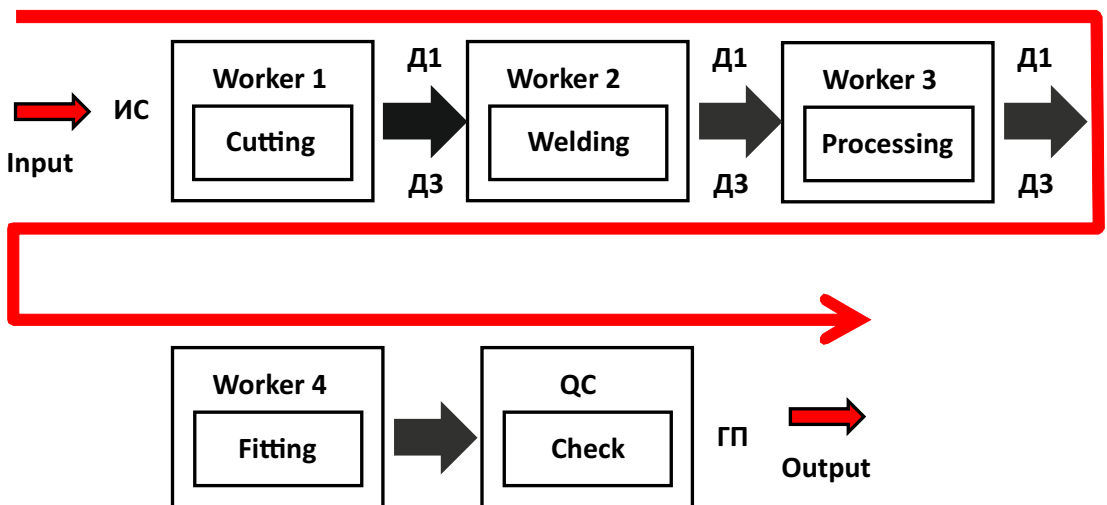 Input
ИС
Worker 1
Cutting
Д1
Д3
Worker 2
Welding
Д1
Д3
Worker 3
Processing
Д1
Д3
Worker 4
Fitting
QC
Check
ГП
Output